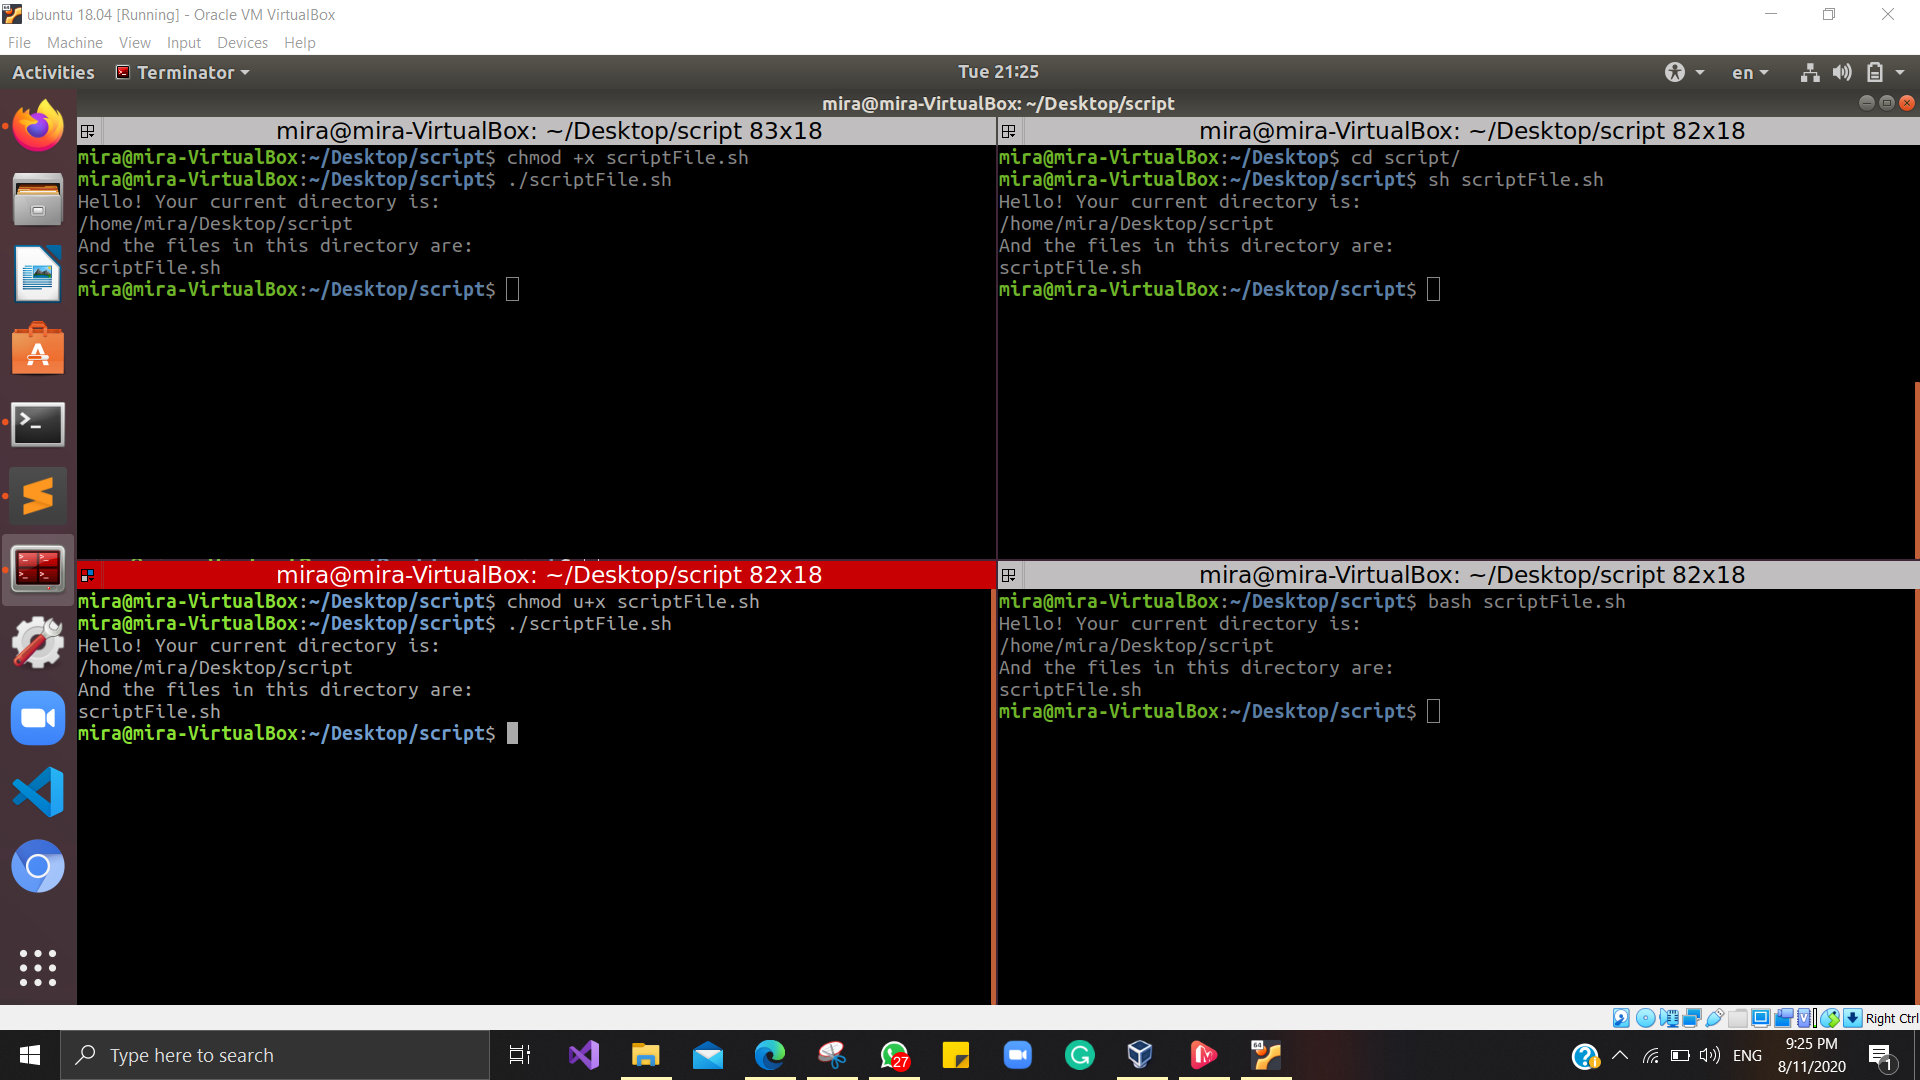 ubuntu 18.04 [Running] - Oracle VM VirtualBox
File Machine View Input Devices Help
Activities Terminator Tue 21:25 en
mira@mira-VirtualBox: ~/Desktop/script
mira@mira-VirtualBox: ~/Desktop/script 83x18
mira@mira-VirtualBox:~/Desktop/script$ chmod +x scriptFile.sh
mira@mira-VirtualBox:~/Desktop/script$ ./scriptFile.sh
Hello! Your current directory is:
/home/mira/Desktop/script
And the files in this directory are:
scriptFile.sh
mira@mira-VirtualBox:~/Desktop/script$
mira@mira-VirtualBox: ~/Desktop/script 82x18
mira@mira-VirtualBox:~/Desktop$ cd script/
mira@mira-VirtualBox:~/Desktop/script$ sh scriptFile.sh
Hello! Your current directory is:
/home/mira/Desktop/script
And the files in this directory are:
scriptFile.sh
mira@mira-VirtualBox:~/Desktop/script$
mira@mira-VirtualBox: ~/Desktop/script 82x18
mira@mira-VirtualBox:~/Desktop/script$ chmod u+x scriptFile.sh
mira@mira-VirtualBox:~/Desktop/script$ ./scriptFile.sh
Hello! Your current directory is:
/home/mira/Desktop/script
And the files in this directory are:
scriptFile.sh
mira@mira-VirtualBox:~/Desktop/script$
mira@mira-VirtualBox: ~/Desktop/script 82x18
mira@mira-VirtualBox:~/Desktop/script$ bash scriptFile.sh
Hello! Your current directory is:
/home/mira/Desktop/script
And the files in this directory are:
scriptFile.sh
mira@mira-VirtualBox:~/Desktop/script$
Right Ctrl
Type here to search
27
64
ENG
9:25 PM
8/11/2020
1